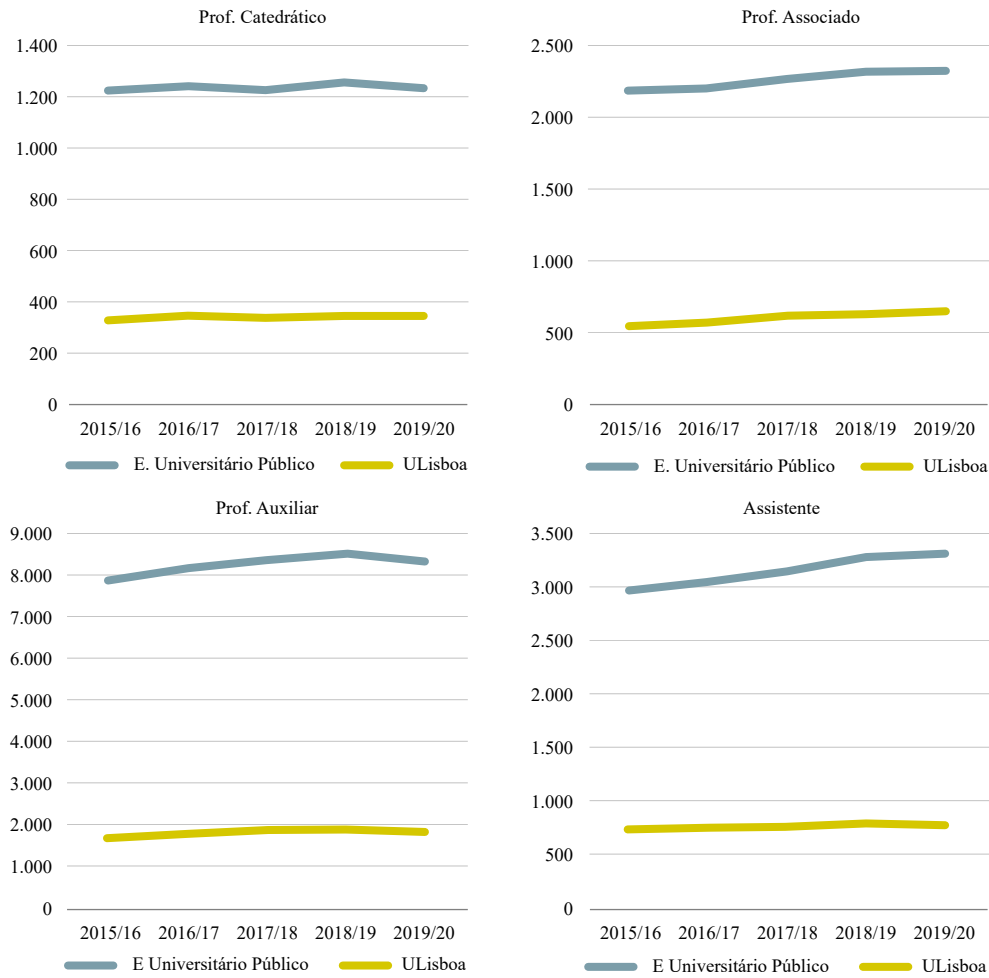 Prof. Catedrático
1.400
1.200
1.000
800
600
400
200
0
2015/16 2016/17 2017/18 2018/19 2019/20
E. Universitário Público ULisboa
Prof. Associado
2.500
2.000
1.500
1.000
500
0
2015/16 2016/17 2017/18 2018/19 2019/20
E. Universitário Público ULisboa
Prof. Auxiliar
9.000
8.000
7.000
6.000
5.000
4.000
3.000
2.000
1.000
0
2015/16 2016/17 2017/18 2018/19 2019/20
E Universitário Público ULisboa
Assistente
3.500
3.000
2.500
2.000
1.500
1.000
500
0
2015/16 2016/17 2017/18 2018/19 2019/20
E Universitário Público ULisboa